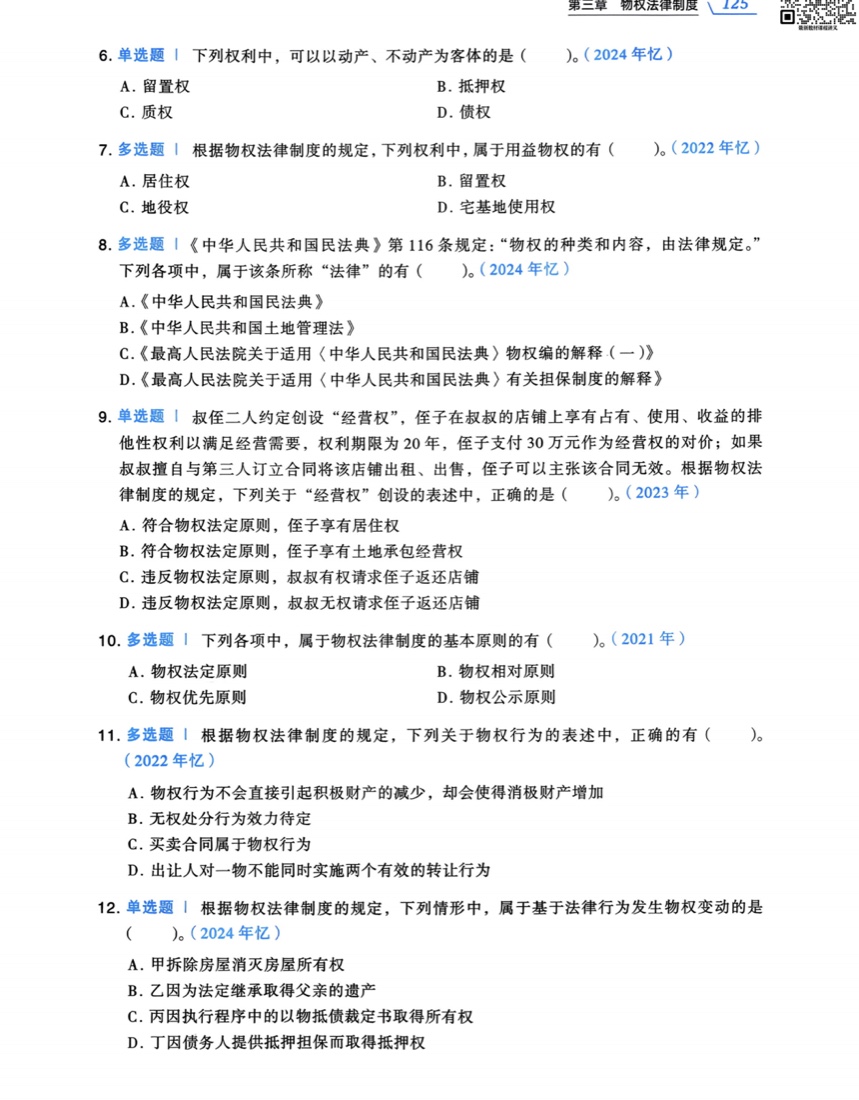 第三章 物权法律制度 125
6. 单选题 | 下列权利中，可以以动产、不动产为客体的是（ ）。（2024 年忆）
A. 留置权 B. 抵押权
C. 质权 D. 债权
7. 多选题 | 根据物权法律制度的规定，下列权利中，属于用益物权的有（ ）。（2022 年忆）
A. 居住权 B. 留置权
C. 地役权 D. 宅基地使用权
8. 多选题 |《中华人民共和国民法典》第 116 条规定：“物权的种类和内容，由法律规定。”
下列各项中，属于该条所称“法律”的有（ ）。（2024 年忆）
A.《中华人民共和国民法典》
B.《中华人民共和国土地管理法》
C.《最高人民法院关于适用〈中华人民共和国民法典〉物权编的解释（一）》
D.《最高人民法院关于适用〈中华人民共和国民法典〉有关担保制度的解释》
9. 单选题 | 叔侄二人约定创设“经营权”，侄子在叔叔的店铺上享有占有、使用、收益的排
他性权利以满足经营需要，权利期限为 20 年，侄子支付 30 万元作为经营权的对价；如果
叔叔擅自与第三人订立合同将该店铺出租、出售，侄子可以主张该合同无效。根据物权法
律制度的规定，下列关于“经营权”创设的表述中，正确的是（ ）。（2023 年）
A. 符合物权法定原则，侄子享有居住权
B. 符合物权法定原则，侄子享有土地承包经营权
C. 违反物权法定原则，叔叔有权请求侄子返还店铺
D. 违反物权法定原则，叔叔无权请求侄子返还店铺
10. 多选题 | 下列各项中，属于物权法律制度的基本原则的有（ ）。（2021 年）
A. 物权法定原则 B. 物权相对原则
C. 物权优先原则 D. 物权公示原则
11. 多选题 | 根据物权法律制度的规定，下列关于物权行为的表述中，正确的有（ ）。
（2022 年忆）
A. 物权行为不会直接引起积极财产的减少，却会使得消极财产增加
B. 无权处分行为效力待定
C. 买卖合同属于物权行为
D. 出让人对一物不能同时实施两个有效的转让行为
12. 单选题 | 根据物权法律制度的规定，下列情形中，属于基于法律行为发生物权变动的是
（ ）。（2024 年忆）
A. 甲拆除房屋消灭房屋所有权
B. 乙因为法定继承取得父亲的遗产
C. 丙因执行程序中的以物抵债裁定书取得所有权
D. 丁因债务人提供抵押担保而取得抵押权